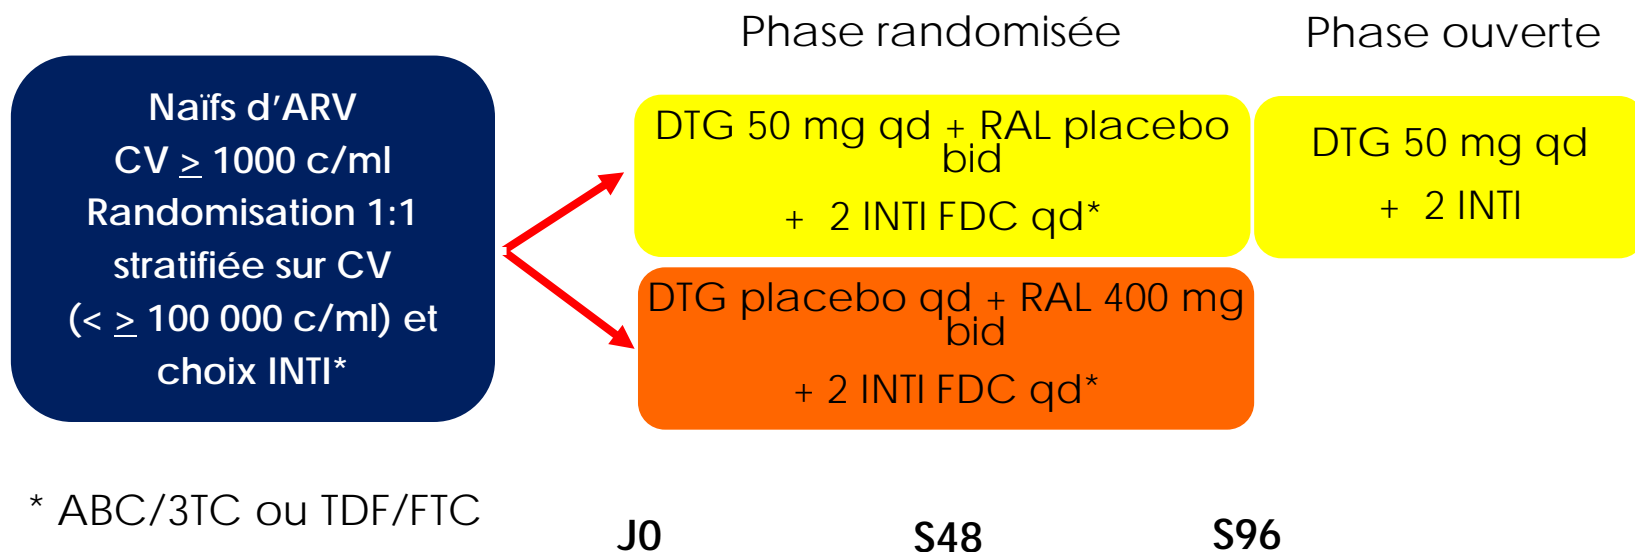 Phase randomisée
Phase ouverte
Naïfs d'ARV
CV ≥ 1000 c/ml
Randomisation 1:1
stratifiée sur CV
(< ≥ 100 000 c/ml) et
choix INTI*
DTG 50 mg qd + RAL placebo
bid
+ 2 INTI FDC qd*
DTG 50 mg qd
+ 2 INTI
DTG placebo qd + RAL 400 mg
bid
+ 2 INTI FDC qd*
* ABC/3TC ou TDF/FTC
J0
S48
S96